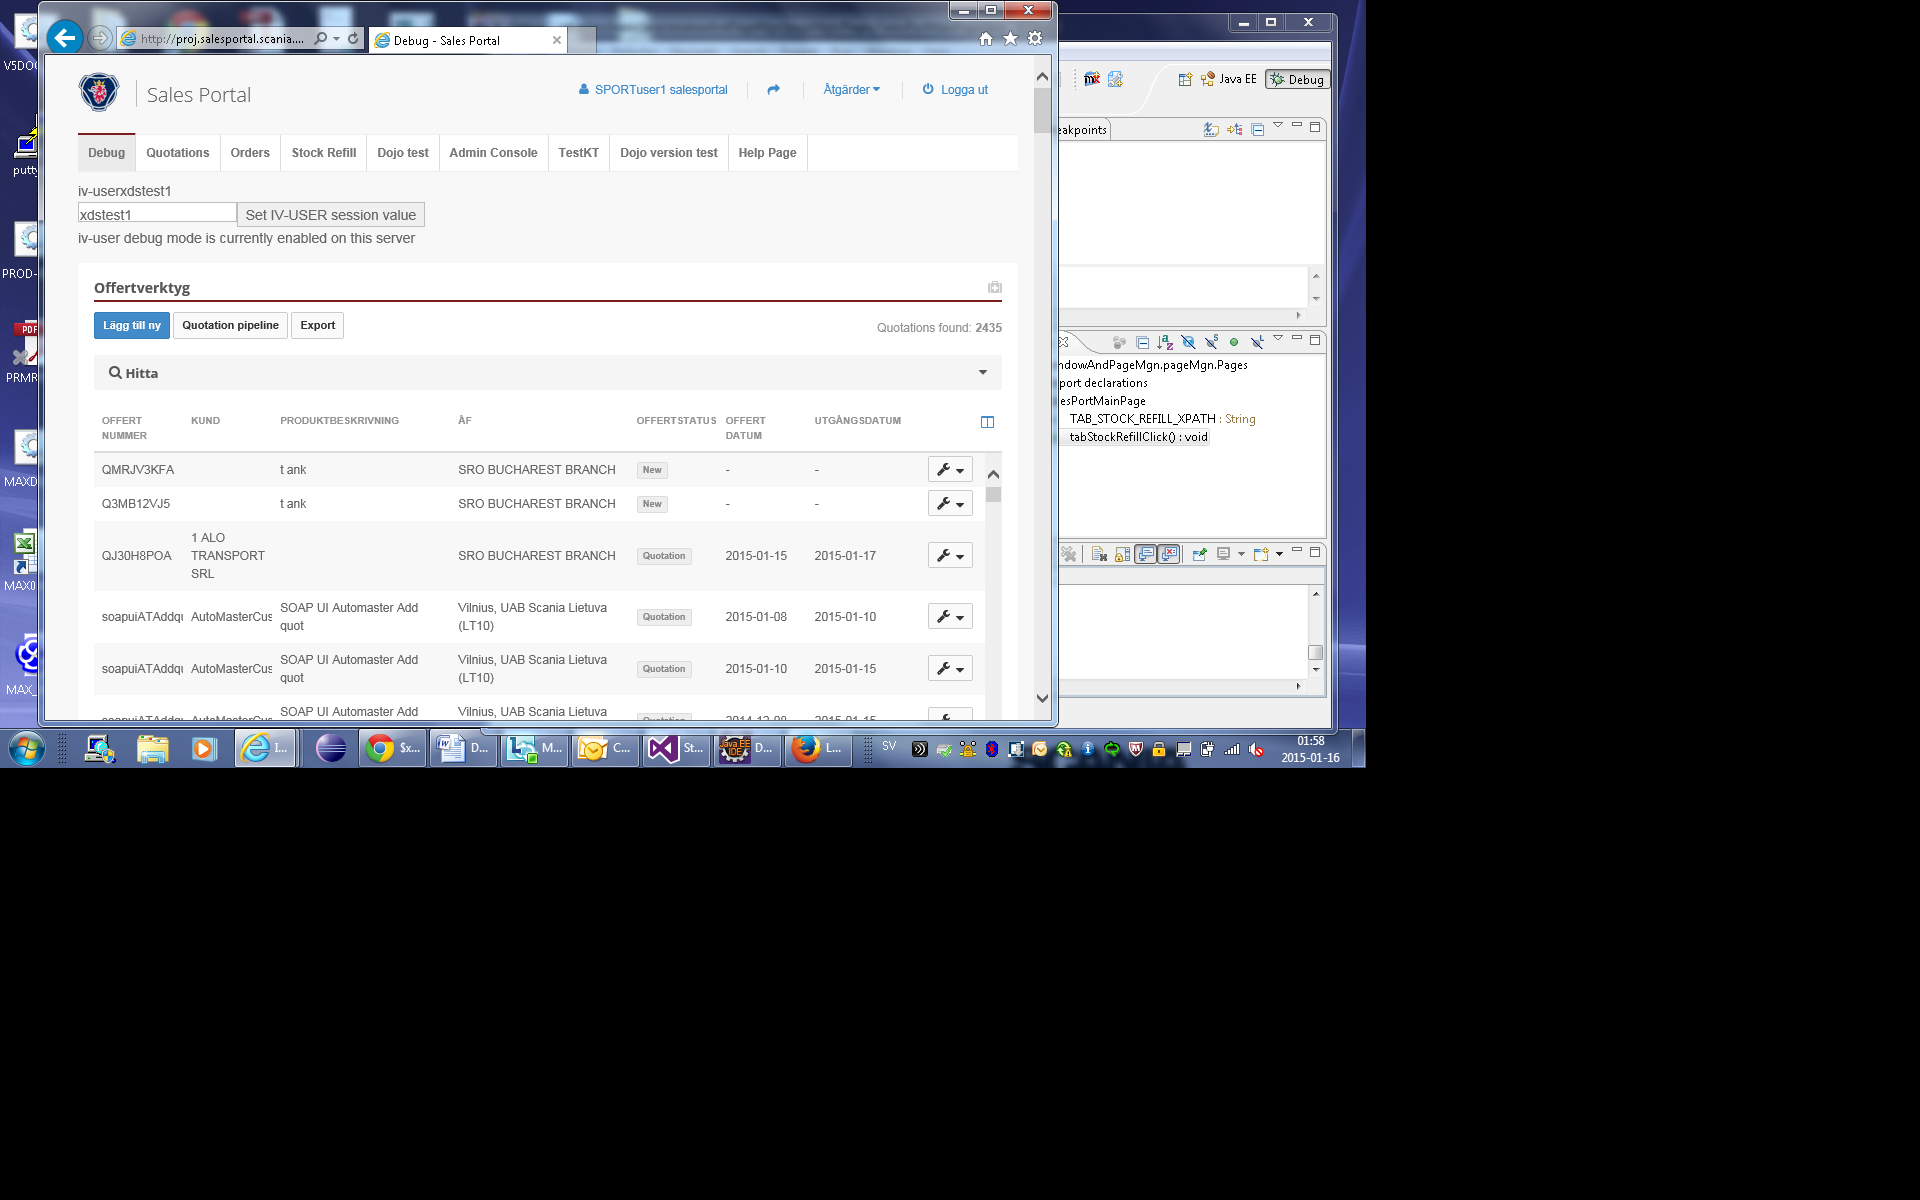 http://proj.salesportal.scania....
Debug - Sales Portal
Sales Portal
SPORTuser1 salesportal
Åtgärder
Logga ut
Debug
Quotations
Orders
Stock Refill
Dojo test
Admin Console
TestKT
Dojo version test
Help Page
iv-userxdstest1
xdstest1
Set IV-USER session value
iv-user debug mode is currently enabled on this server
Offertverktyg
Lägg till ny
Quotation pipeline
Export
Quotations found: 2435
Hitta
OFFERT NUMMER KUND PRODUKTBESKRIVNING ÅF OFFERTSTATUS OFFERT DATUM UTGÅNGSDATUM
QMRJV3KFA t ank SRO BUCHAREST BRANCH New - -
Q3MB12VJ5 t ank SRO BUCHAREST BRANCH New - -
QJ30H8POA 1 ALO TRANSPORT SRL SRO BUCHAREST BRANCH Quotation 2015-01-15 2015-01-17
soapuiATAddqu AutoMasterCus SOAP UI Automaster Add quot Vilnius, UAB Scania Lietuva (LT10) Quotation 2015-01-08 2015-01-10
soapuiATAddqu AutoMasterCus SOAP UI Automaster Add quot Vilnius, UAB Scania Lietuva (LT10) Quotation 2015-01-10 2015-01-15
SOAP UI Automaster Add Vilnius, UAB Scania Lietuva
Java EE
Debug
eakpoints
ndowAndPageMgn.pageMgn.Pages
port declarations
esPortMainPage
TAB_STOCK_REFILL_XPATH : String
tabStockRefillClick() : void
V5DO
putty
PROD-
PDF
PRMR
MAXD
MAX0
MAX_
I...
$x...
D...
M...
C...
St...
D...
L...
SV
01:58
2015-01-16